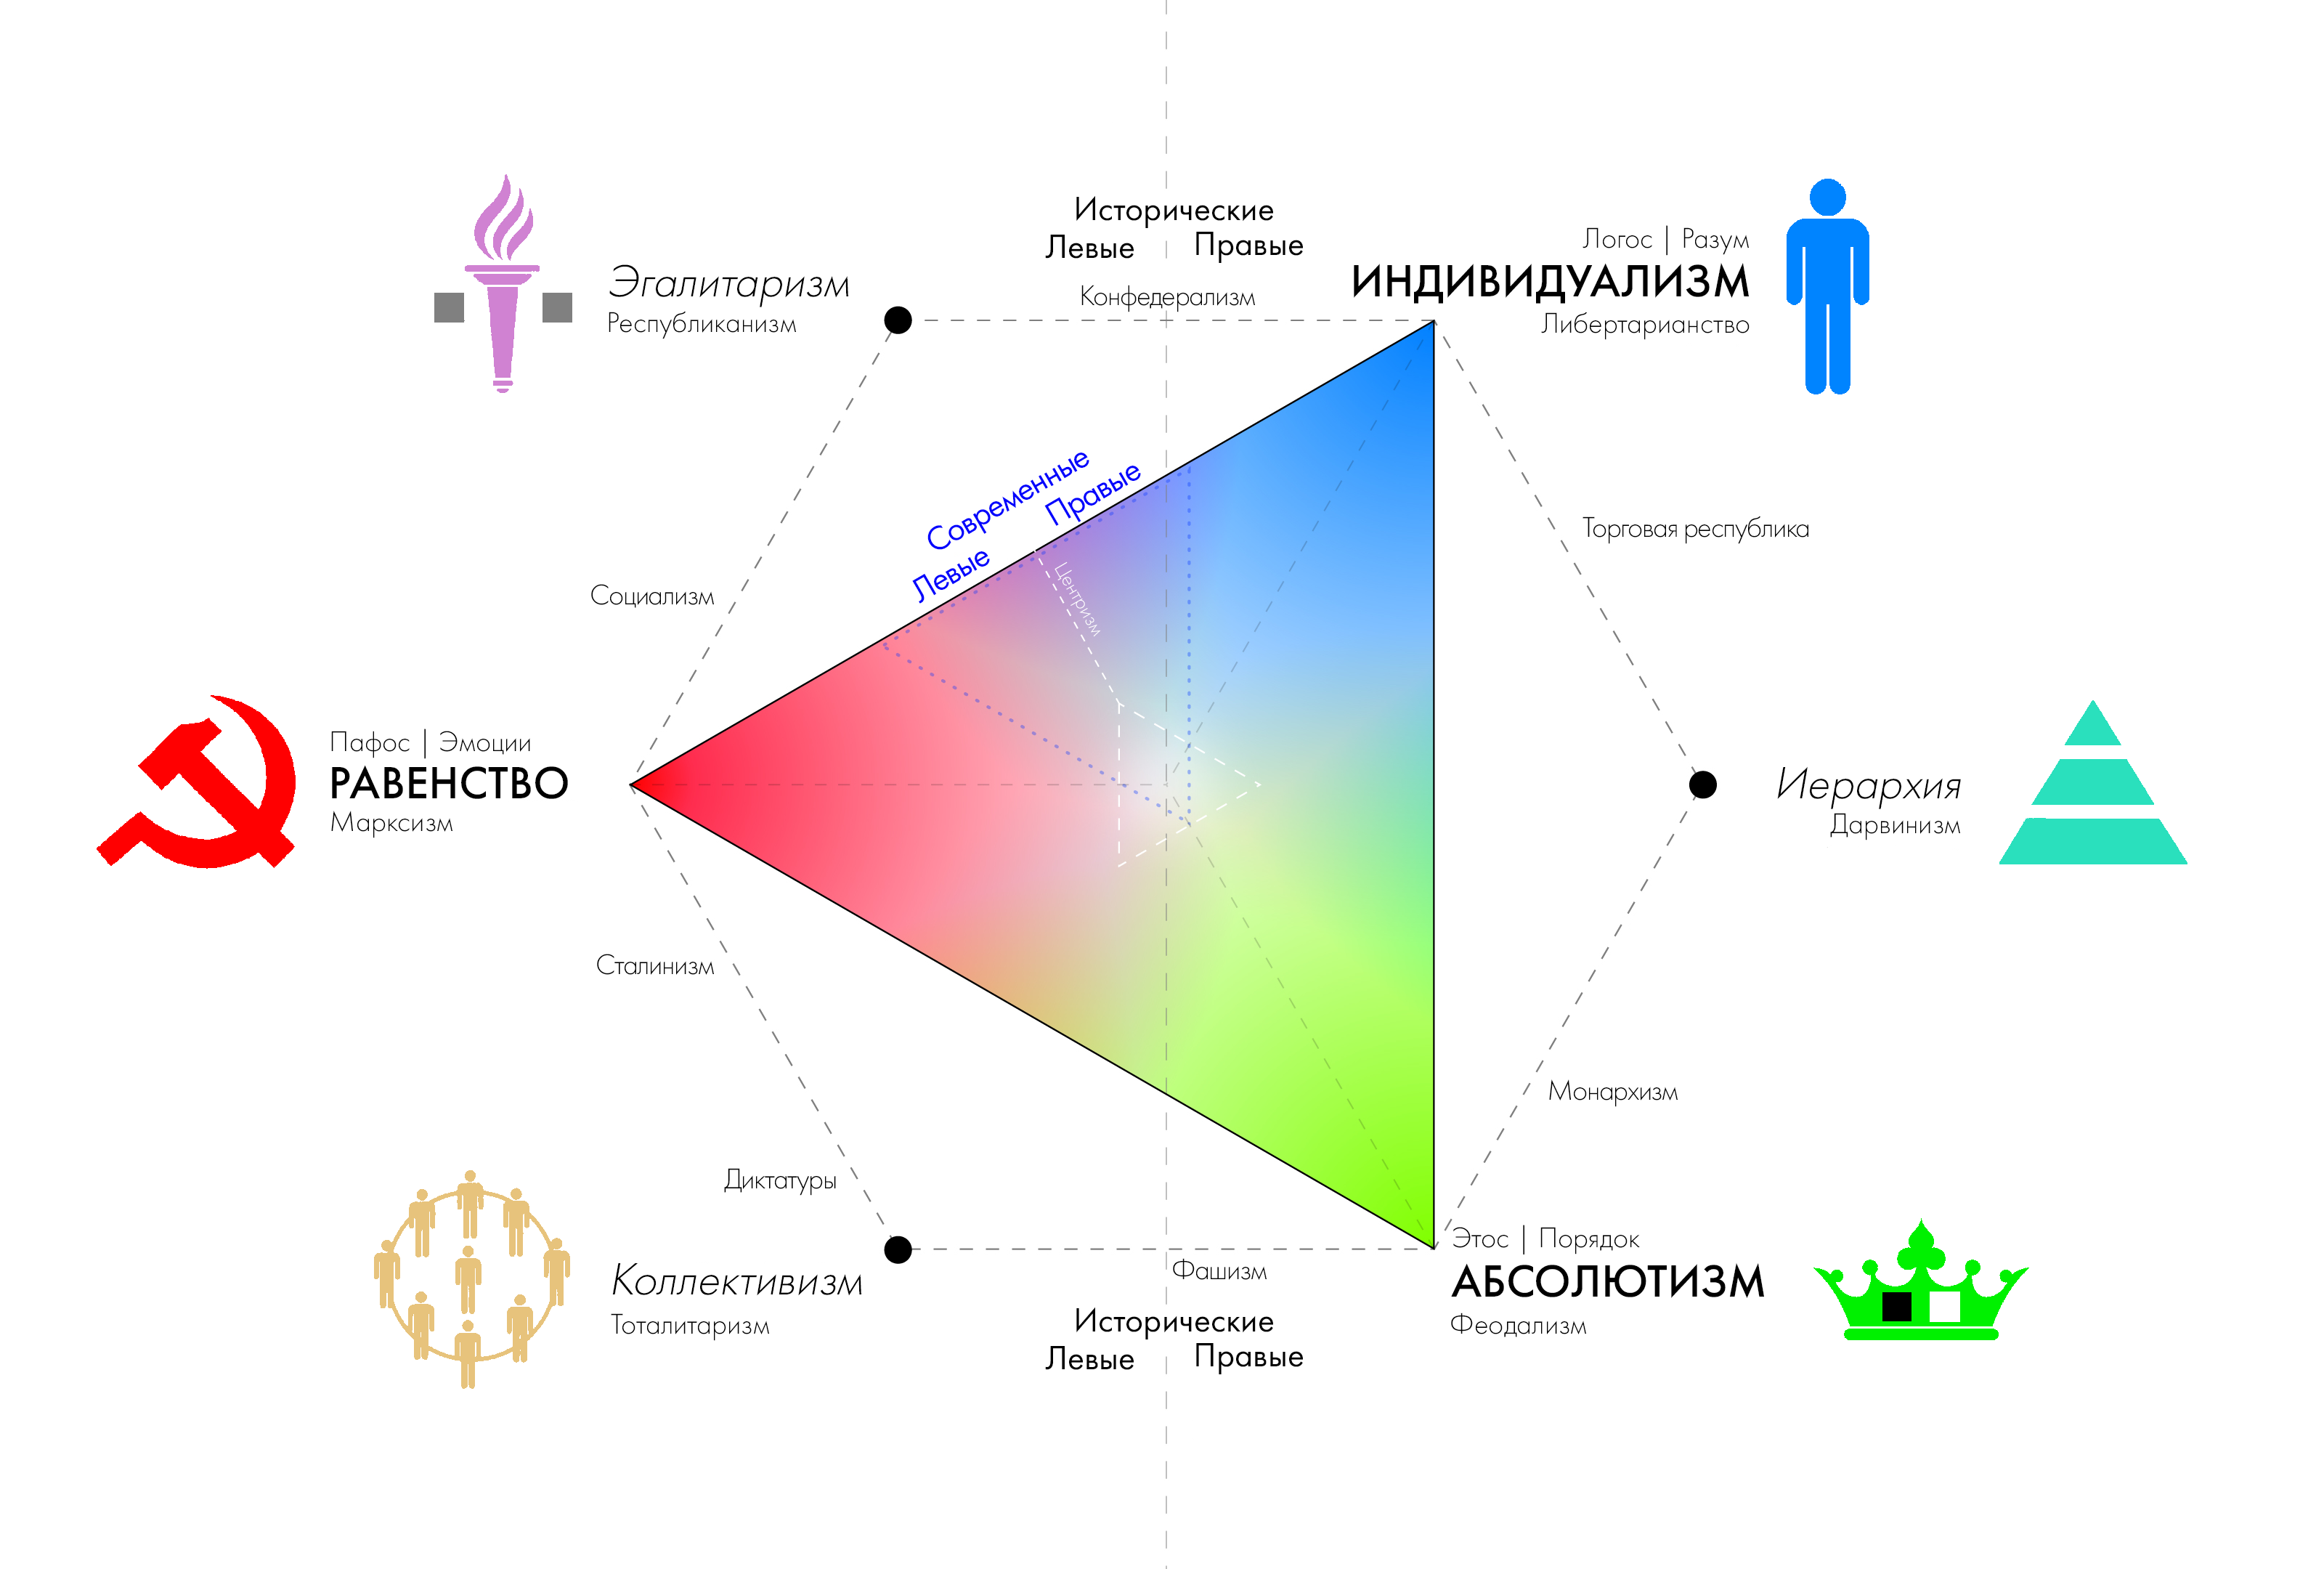 Исторические
Левые Правые
Конфедерализм
Эгалитаризм
Республиканизм
Логос | Разум
ИНДИВИДУАЛИЗМ
Либертарианство
Современные
Левые Правые
Центризм
Торговая республика
Социализм
Пафос | Эмоции
РАВЕНСТВО
Марксизм
Иерархия
Дарвинизм
Сталинизм
Монархизм
Диктатуры
Коллективизм
Тоталитаризм
Фашизм
Этос | Порядок
АБСОЛЮТИЗМ
Феодализм
Исторические
Левые Правые